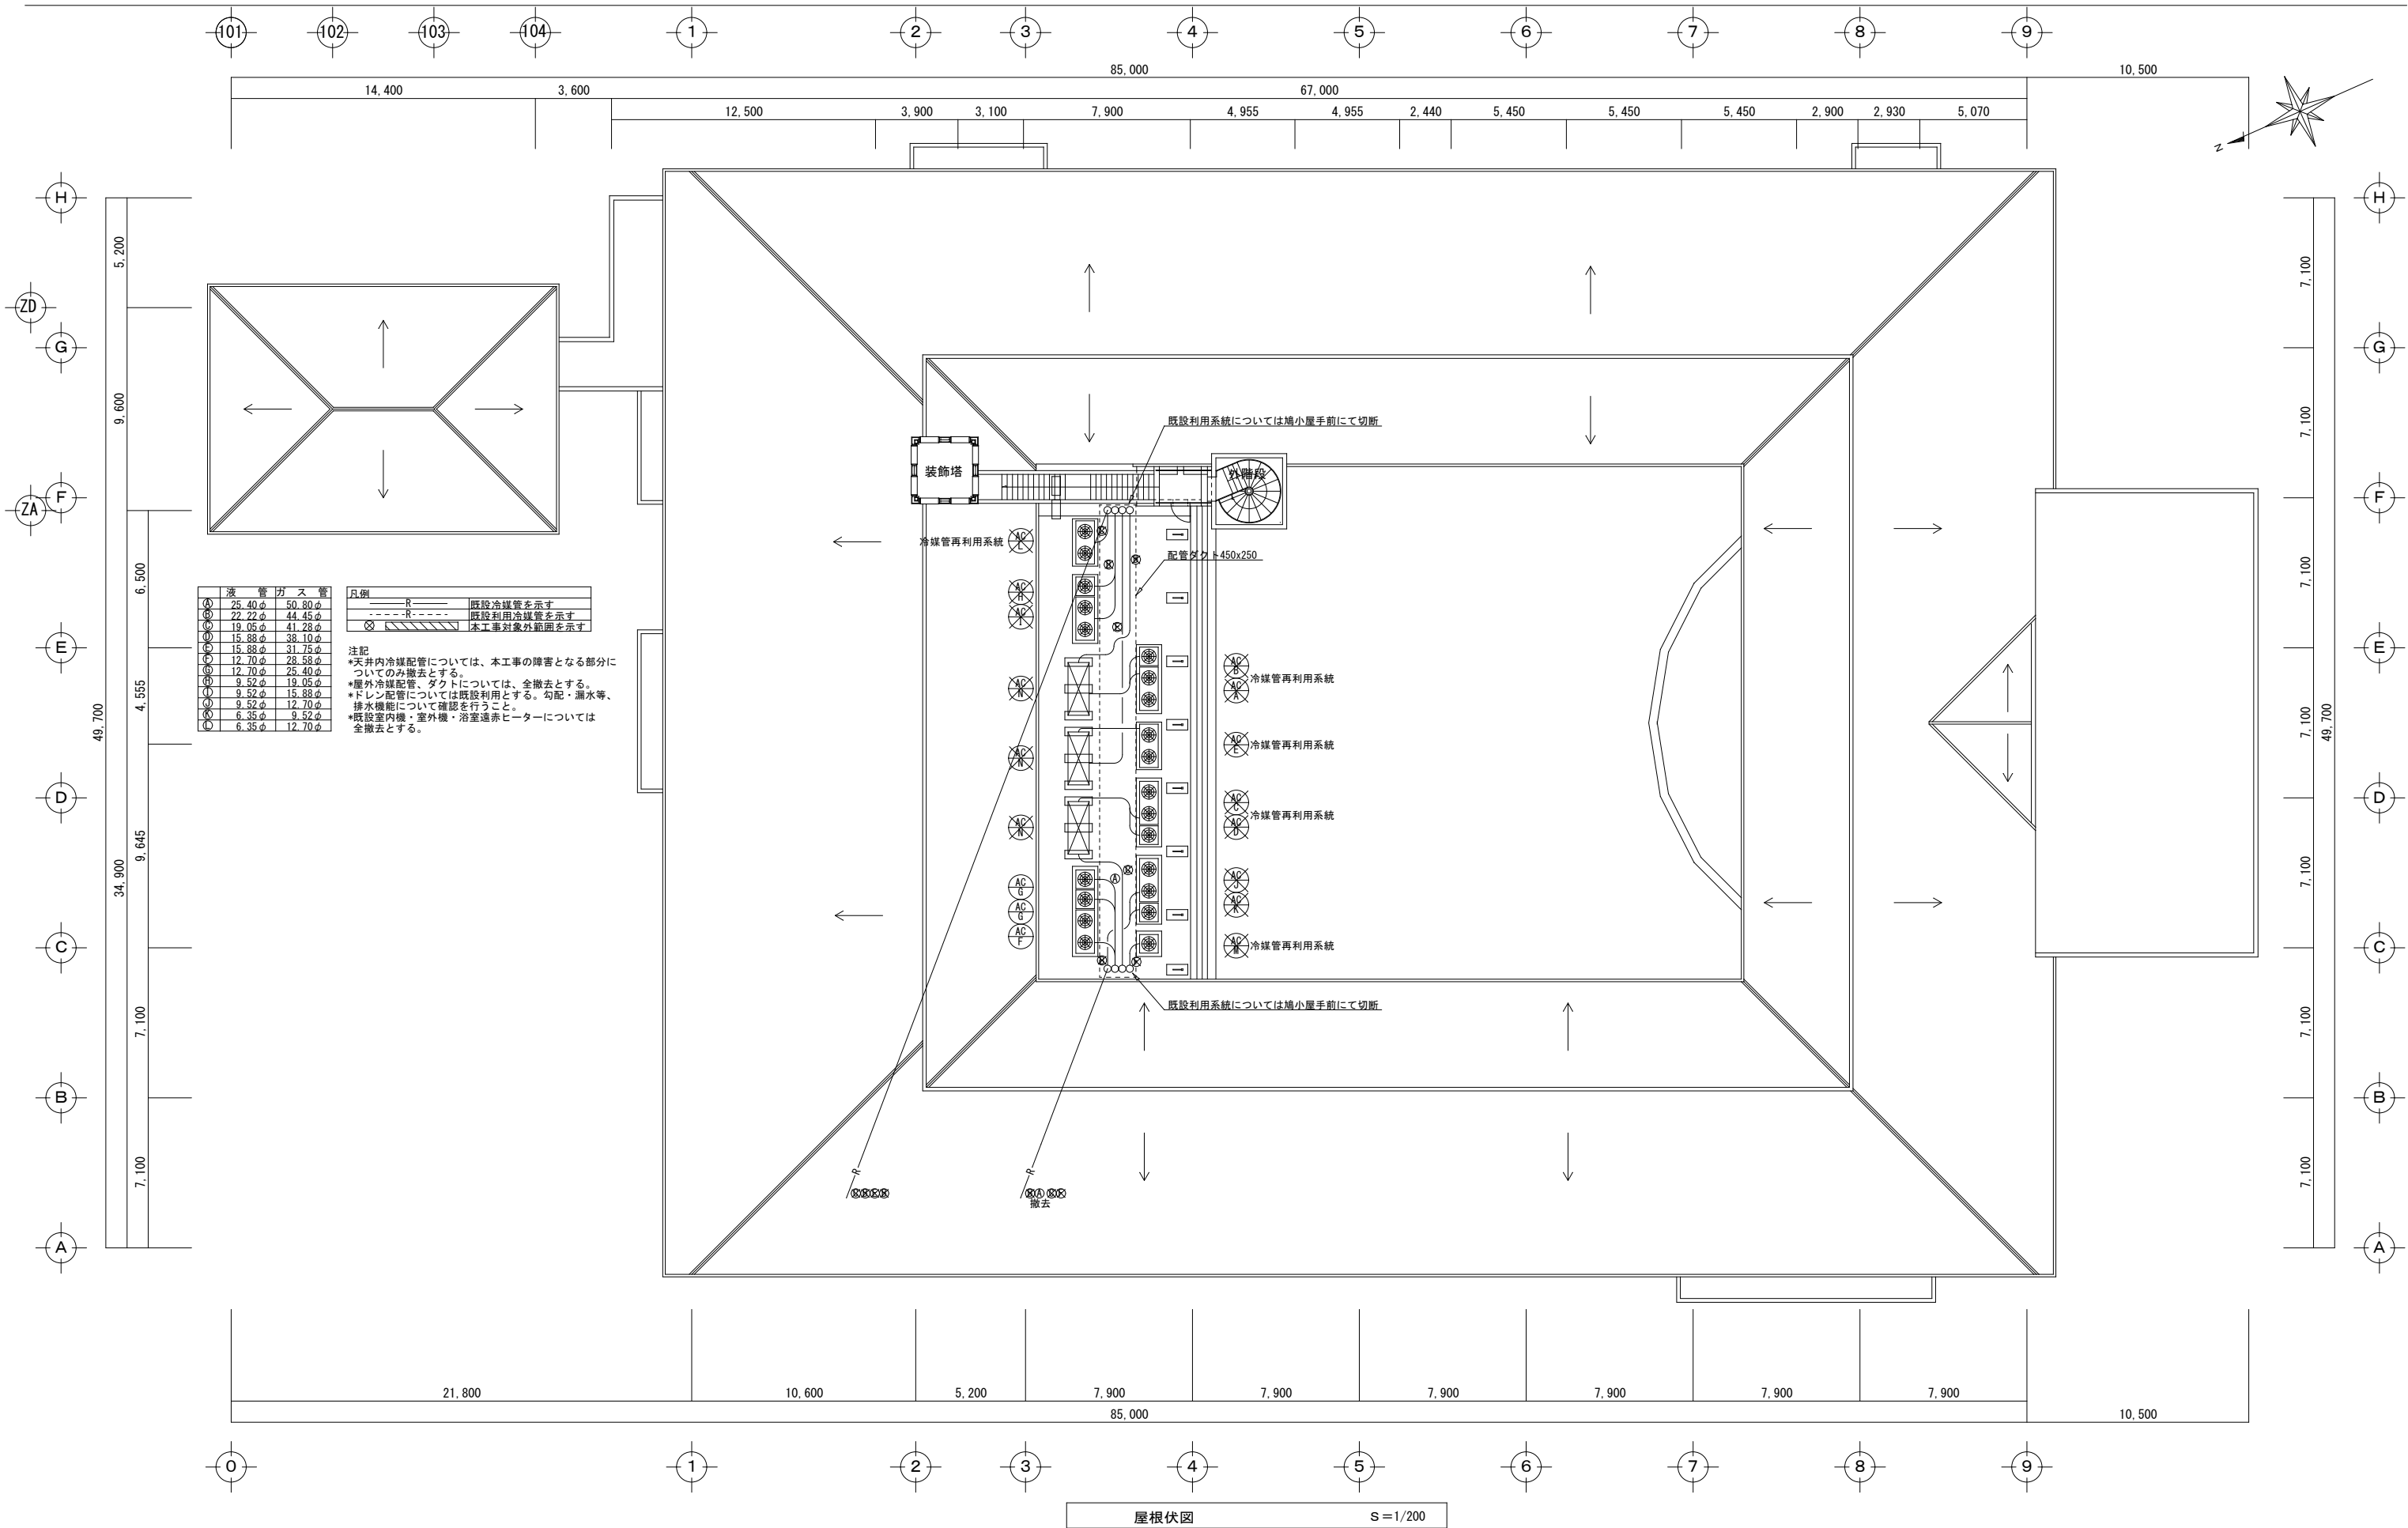 101 102 103 104 1 2 3 4 5 6 7 8 9
85,000 10,500
14,400 3,600 67,000
12,500 3,900 3,100 7,900 4,955 4,955 2,440 5,450 5,450 5,450 2,900 2,930 5,070
N
H H
5,200 7,100
ZD
G G
9,600 7,100
既設利用系統については鳩小屋手前にて切断
装飾塔 外階段
ZA F F
冷媒管再利用系統 AC L
配管ダクト450x250
6,500 7,100
AC H
AC I
液 管 ガ ス 管
A 25.40φ 50.80φ
B 22.22φ 44.45φ
C 19.05φ 41.28φ
D 15.88φ 38.10φ
E 15.88φ 31.75φ
F 12.70φ 28.58φ
G 12.70φ 25.40φ
H 9.52φ 19.05φ
I 9.52φ 15.88φ
J 9.52φ 12.70φ
K 6.35φ 9.52φ
L 6.35φ 12.70φ
凡例
R 既設冷媒管を示す
R 既設利用冷媒管を示す
本工事対象外範囲を示す
注記
*天井内冷媒配管については、本工事の障害となる部分に
ついてのみ撤去とする。
*屋外冷媒配管、ダクトについては、全撤去とする。
*ドレン配管については既設利用とする。勾配・漏水等、
排水機能について確認を行うこと。
*既設室内機・室外機・浴室遠赤ヒーターについては
全撤去とする。
E E
AC B
冷媒管再利用系統
AC A
AC N
4,555 7,100
49,700 49,700
AC E 冷媒管再利用系統
AC N
D D
AC C
冷媒管再利用系統
AC D
AC N
9,645 7,100
34,900
A
AC G
AC G
AC F
AC J
AC K
C C
AC M 冷媒管再利用系統
既設利用系統については鳩小屋手前にて切断
7,100 7,100
B B
7,100 7,100
R R
A
撤去
A A
21,800 10,600 5,200 7,900 7,900 7,900 7,900 7,900 7,900
85,000 10,500
0 1 2 3 4 5 6 7 8 9
屋根伏図 S=1/200